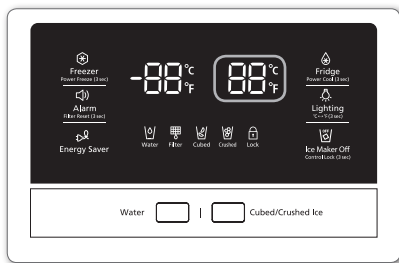 Freezer
Power Freeze (3 sec)
Alarm
Filter Reset (3 sec)
Energy Saver
-88 °C °F
88 °C °F
Water Filter Cubed Crushed Lock
Fridge
Power Cool (3 sec)
Lighting
°C↔°F (3 sec)
OFF
Ice Maker Off
Control Lock (3 sec)
Water | Cubed/Crushed Ice